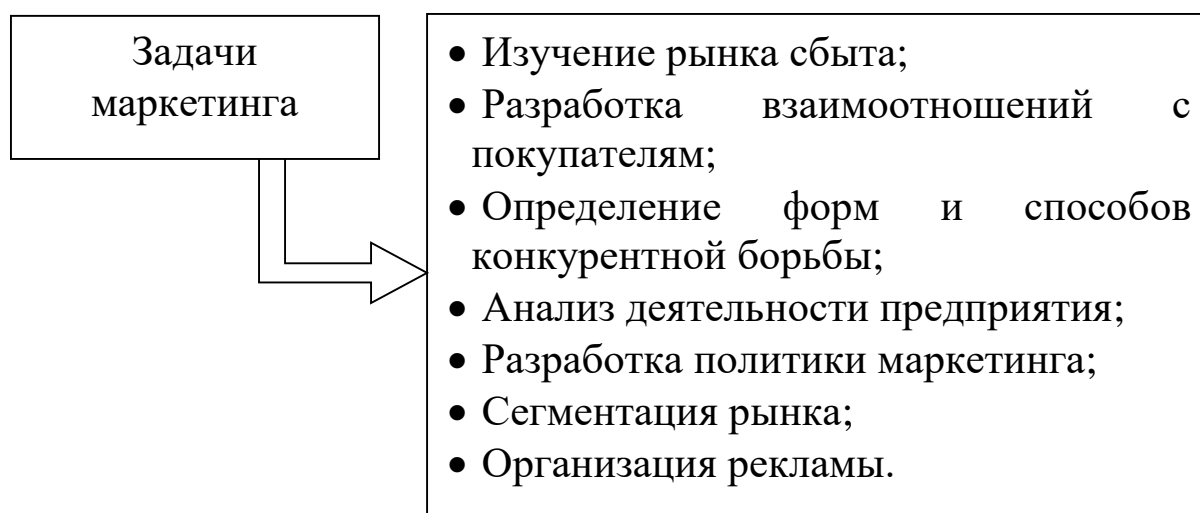 Задачи
маркетинга
• Изучение рынка сбыта;
• Разработка взаимоотношений с
покупателям;
• Определение форм и способов
конкурентной борьбы;
• Анализ деятельности предприятия;
• Разработка политики маркетинга;
• Сегментация рынка;
• Организация рекламы.